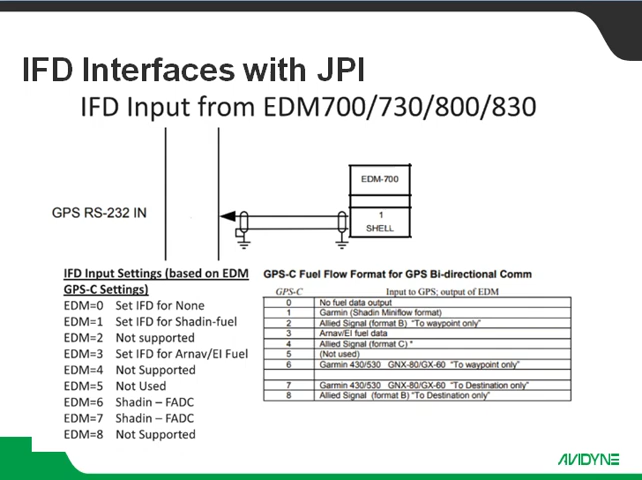 IFD Interfaces with JPI
IFD Input from EDM700/730/800/830
EDM-700
GPS RS-232 IN
1
SHELL
IFD Input Settings (based on EDM
GPS-C Settings)
EDM=0 Set IFD for None
EDM=1 Set IFD for Shadin-fuel
EDM=2 Not supported
EDM=3 Set IFD for Arnav/EI Fuel
EDM=4 Not Supported
EDM=5 Not Used
EDM=6 Shadin – FADC
EDM=7 Shadin – FADC
EDM=8 Not Supported
GPS-C Fuel Flow Format for GPS Bi-directional Comm
GPS-C Input to GPS; output of EDM
0 No fuel data output
1 Garmin (Shadin Miniflow format)
2 Allied Signal (format B) "To waypoint only"
3 Arnav/EI fuel data
4 Allied Signal (format C) *
5 (Not used)
6 Garmin 430/530 GNX-80/GX-60 "To waypoint only"
7 Garmin 430/530 GNX-80/GX-60 "To Destination only"
8 Allied Signal (format B) "To Destination only"
AVIDYNE